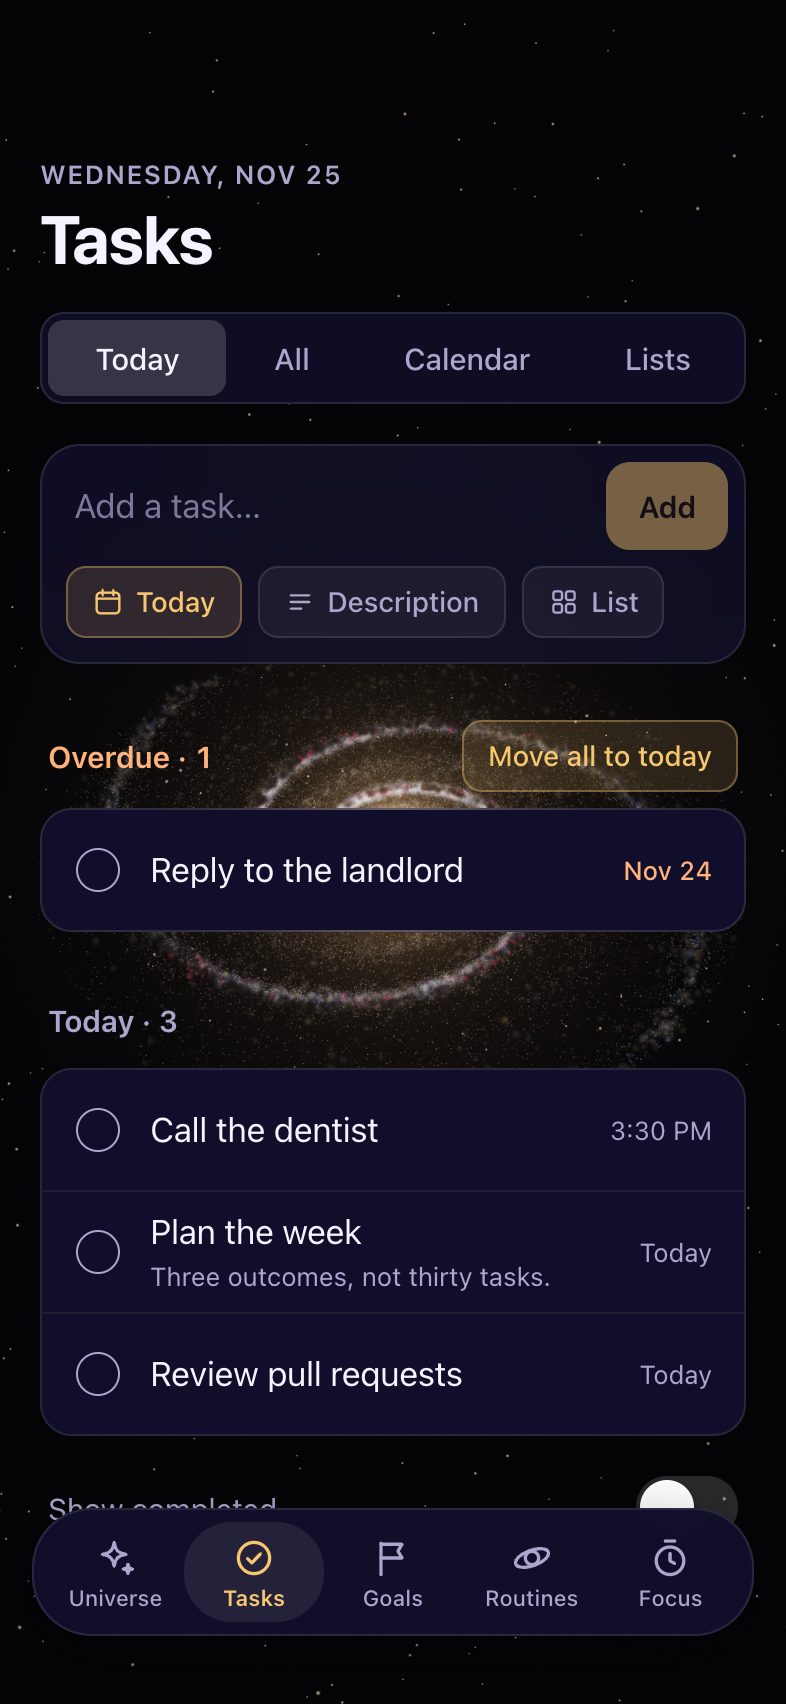 WEDNESDAY, NOV 25
Tasks
Today All Calendar Lists
Add a task... Add
Today Description List
Overdue · 1 Move all to today
Reply to the landlord Nov 24
Today · 3
Call the dentist 3:30 PM
Plan the week Today
Three outcomes, not thirty tasks.
Review pull requests Today
Show completed
Universe Tasks Goals Routines Focus